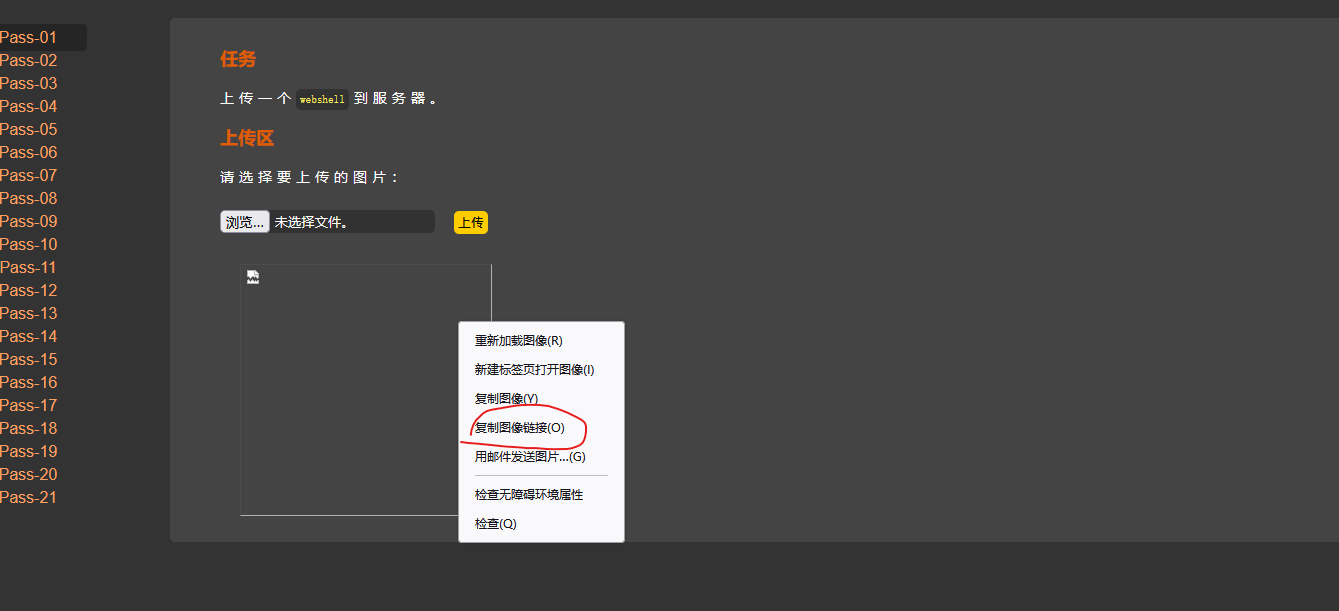 Pass-01
Pass-02
Pass-03
Pass-04
Pass-05
Pass-06
Pass-07
Pass-08
Pass-09
Pass-10
Pass-11
Pass-12
Pass-13
Pass-14
Pass-15
Pass-16
Pass-17
Pass-18
Pass-19
Pass-20
Pass-21
任务
上传一个 webshell 到服务器。
上传区
请选择要上传的图片：
浏览... 未选择文件。 上传
重新加载图像(R)
新建标签页打开图像(I)
复制图像(Y)
复制图像链接(O)
用邮件发送图片...(G)
检查无障碍环境属性
检查(Q)